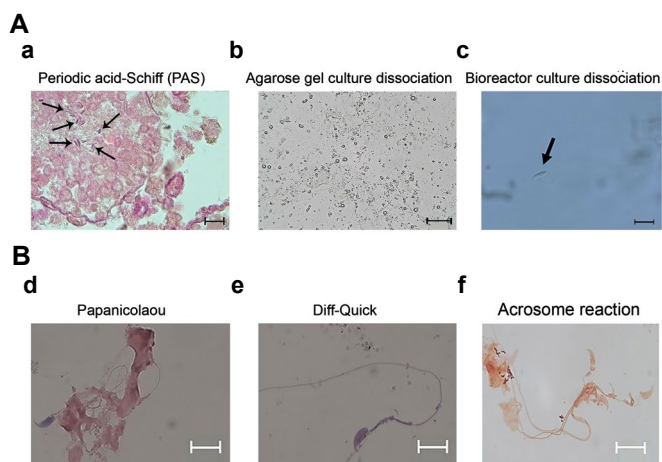 A
a
b
c
Periodic acid-Schiff (PAS)
Agarose gel culture dissociation
Bioreactor culture dissociation
B
d
e
f
Papanicolaou
Diff-Quick
Acrosome reaction